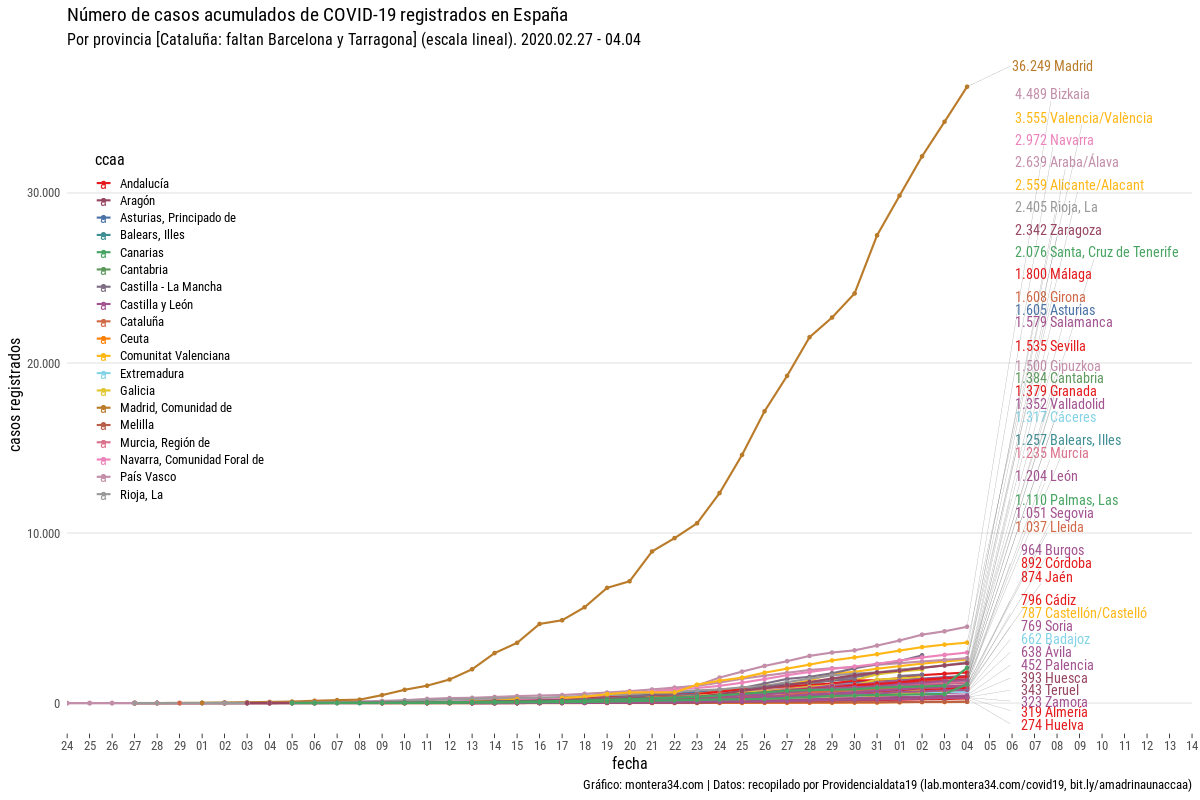 Número de casos acumulados de COVID-19 registrados en España
Por provincia [Cataluña: faltan Barcelona y Tarragona] (escala lineal). 2020.02.27 - 04.04
36.249 Madrid
4.489 Bizkaia
3.555 Valencia/València
2.972 Navarra
2.639 Araba/Álava
2.559 Alicante/Alacant
2.405 Rioja, La
2.342 Zaragoza
2.076 Santa, Cruz de Tenerife
1.800 Málaga
1.608 Girona
1.605 Asturias
1.579 Salamanca
1.535 Sevilla
1.500 Gipuzkoa
1.384 Cantabria
1.379 Granada
1.352 Valladolid
1.317 Cáceres
1.257 Balears, Illes
1.235 Murcia
1.204 León
1.110 Palmas, Las
1.051 Segovia
1.037 Lleida
964 Burgos
892 Córdoba
874 Jaén
796 Cádiz
787 Castellón/Castelló
769 Soria
662 Badajoz
638 Ávila
452 Palencia
393 Huesca
343 Teruel
323 Zamora
319 Almería
274 Huelva
ccaa
Andalucía
Aragón
Asturias, Principado de
Balears, Illes
Canarias
Cantabria
Castilla - La Mancha
Castilla y León
Cataluña
Ceuta
Comunitat Valenciana
Extremadura
Galicia
Madrid, Comunidad de
Melilla
Murcia, Región de
Navarra, Comunidad Foral de
País Vasco
Rioja, La
casos registrados
30.000
20.000
10.000
0
24 25 26 27 28 29 01 02 03 04 05 06 07 08 09 10 11 12 13 14 15 16 17 18 19 20 21 22 23 24 25 26 27 28 29 30 31 01 02 03 04 05 06 07 08 09 10 11 12 13 14
fecha
Gráfico: montera34.com | Datos: recopilado por Providencialdata19 (lab.montera34.com/covid19, bit.ly/amadrinaunaccaa)